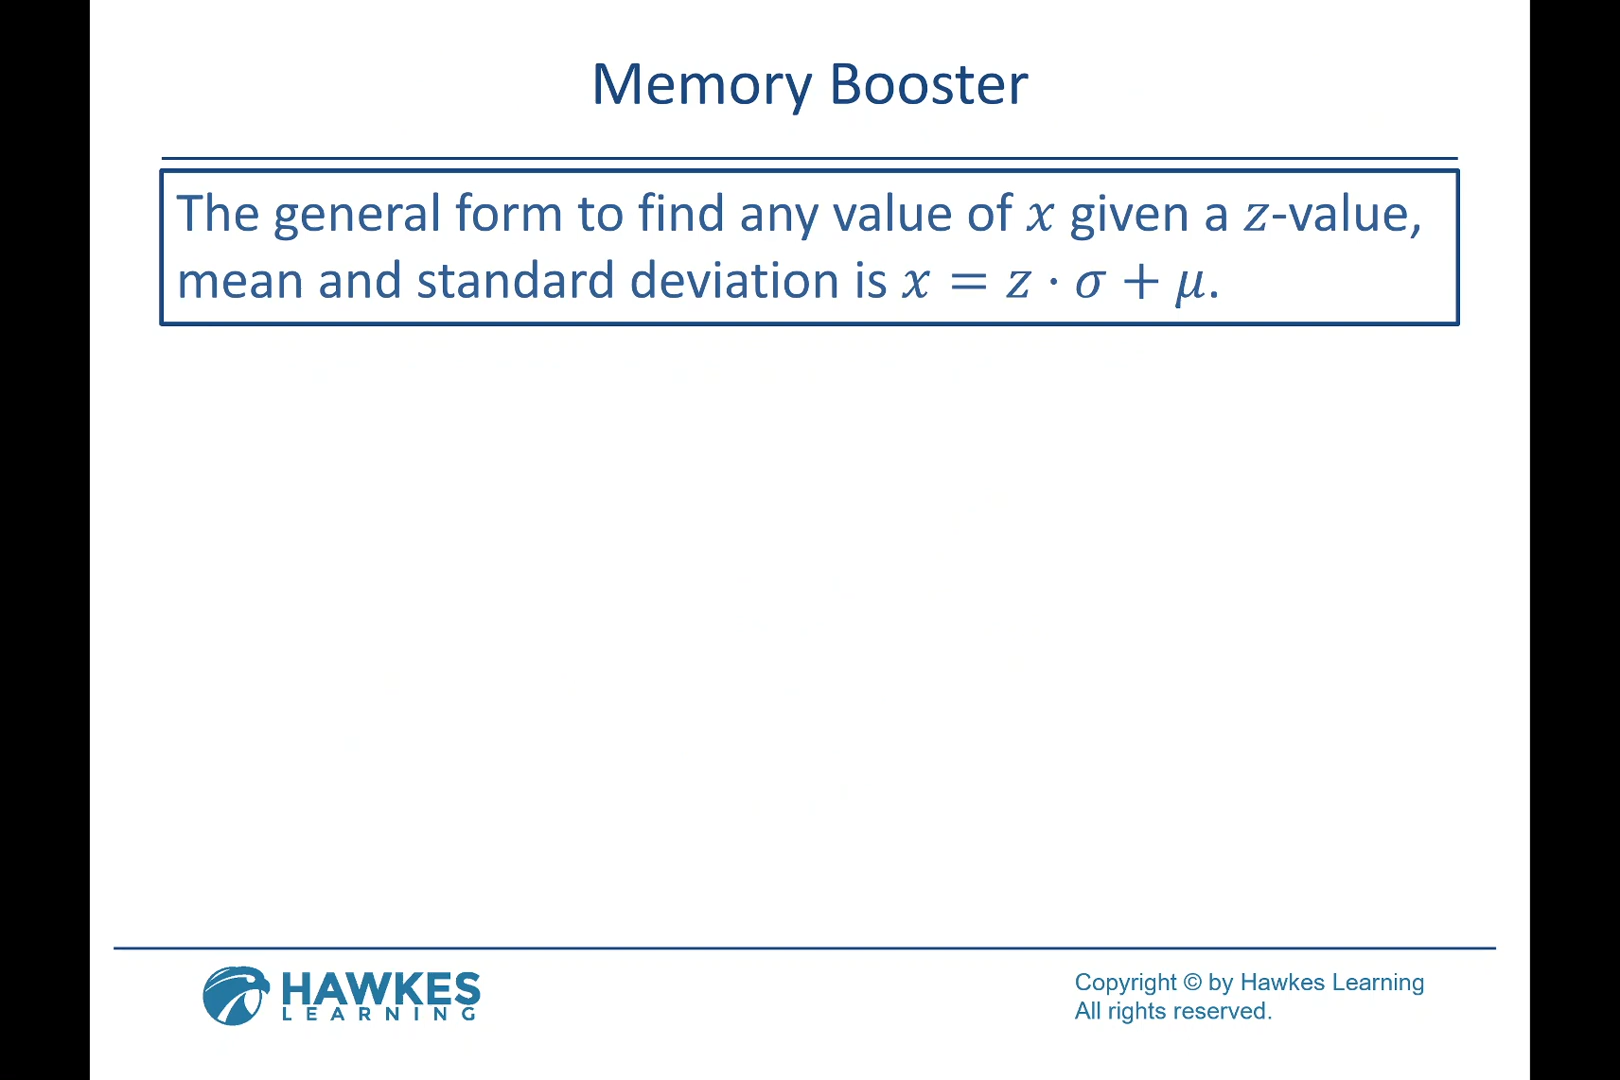 Memory Booster
The general form to find any value of 𝑥 given a 𝑧-value,
mean and standard deviation is 𝑥 = 𝑧 · 𝜎 + 𝜇.
HAWKES
LEARNING
Copyright © by Hawkes Learning
All rights reserved.